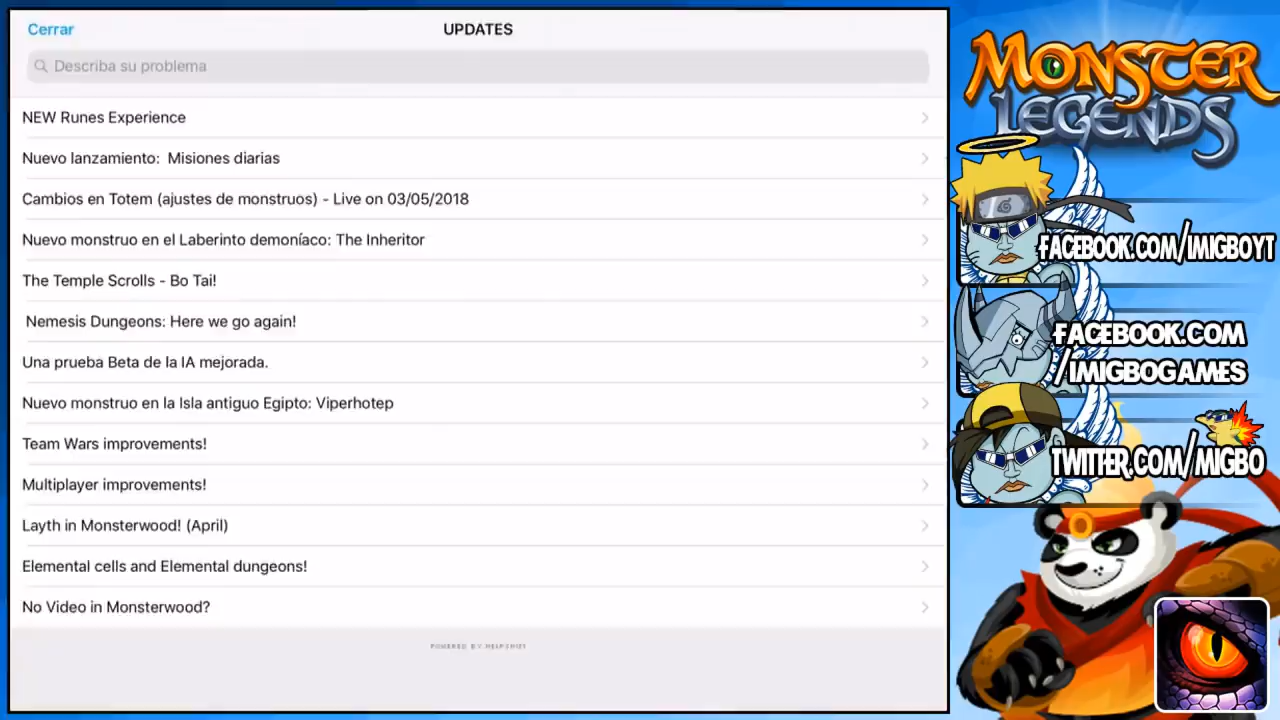 Cerrar
UPDATES
Describa su problema
NEW Runes Experience
Nuevo lanzamiento:  Misiones diarias
Cambios en Totem (ajustes de monstruos) - Live on 03/05/2018
Nuevo monstruo en el Laberinto demoníaco: The Inheritor
The Temple Scrolls - Bo Tai!
Nemesis Dungeons: Here we go again!
Una prueba Beta de la IA mejorada.
Nuevo monstruo en la Isla antiguo Egipto: Viperhotep
Team Wars improvements!
Multiplayer improvements!
Layth in Monsterwood! (April)
Elemental cells and Elemental dungeons!
No Video in Monsterwood?
POWERED BY HELPSHIFT
MONSTER
LEGENDS
FACEBOOK.COM/IMIGBOYT
FACEBOOK.COM
/IMIGBOGAMES
TWITTER.COM/MIGBO